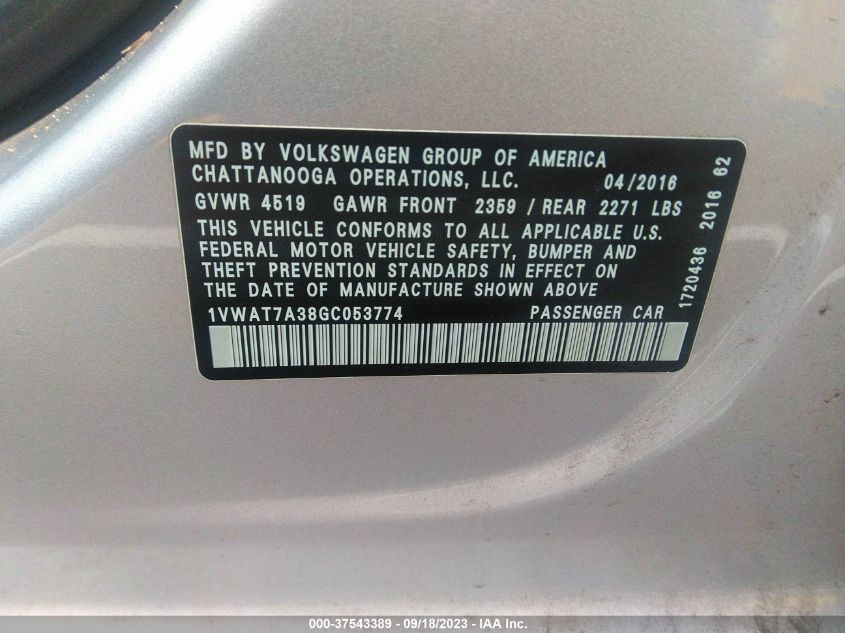 MFD BY VOLKSWAGEN GROUP OF AMERICA
CHATTANOOGA OPERATIONS, LLC. 04/2016
GVWR 4519 GAWR FRONT 2359 / REAR 2271 LBS
THIS VEHICLE CONFORMS TO ALL APPLICABLE U.S.
FEDERAL MOTOR VEHICLE SAFETY, BUMPER AND
THEFT PREVENTION STANDARDS IN EFFECT ON
THE DATE OF MANUFACTURE SHOWN ABOVE
1VWAT7A38GC053774 PASSENGER CAR
1720436 2016 62
000-37543389 - 09/18/2023 - IAA Inc.